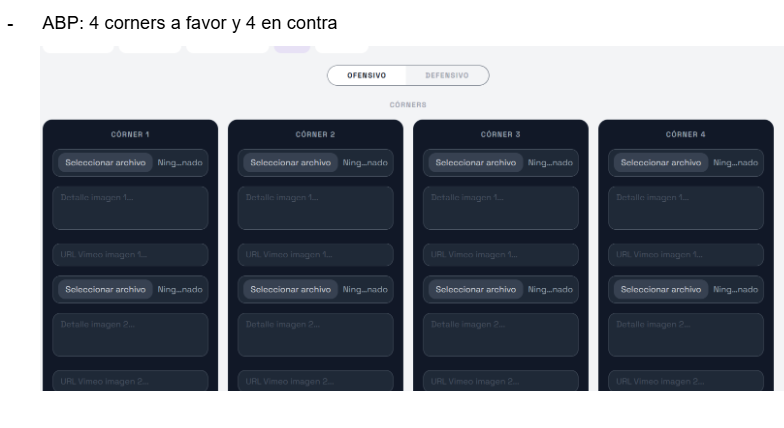 - ABP: 4 corners a favor y 4 en contra
OFENSIVO DEFENSIVO
CÓRNERS
CÓRNER 1 CÓRNER 2 CÓRNER 3 CÓRNER 4
Seleccionar archivo Ning...nado Seleccionar archivo Ning...nado Seleccionar archivo Ning...nado Seleccionar archivo Ning...nado
Detalle imagen 1... Detalle imagen 1... Detalle imagen 1... Detalle imagen 1...
URL Vimeo imagen 1... URL Vimeo imagen 1... URL Vimeo imagen 1... URL Vimeo imagen 1...
Seleccionar archivo Ning...nado Seleccionar archivo Ning...nado Seleccionar archivo Ning...nado Seleccionar archivo Ning...nado
Detalle imagen 2... Detalle imagen 2... Detalle imagen 2... Detalle imagen 2...
URL Vimeo imagen 2... URL Vimeo imagen 2... URL Vimeo imagen 2... URL Vimeo imagen 2...